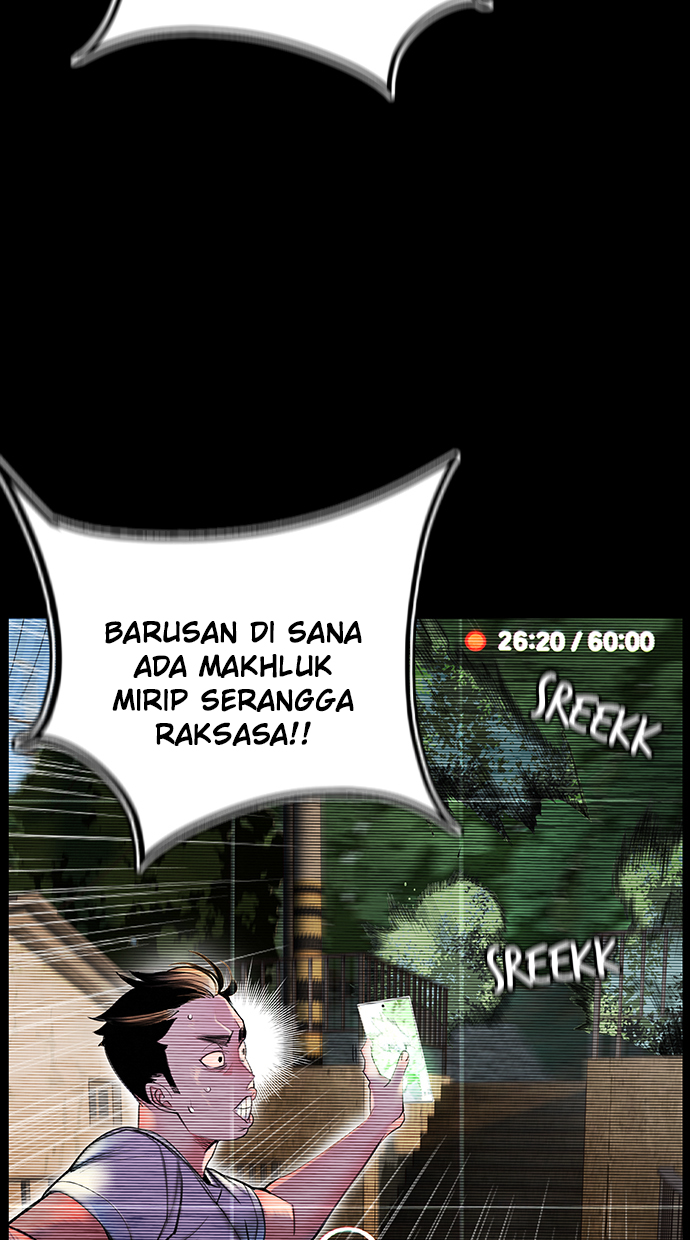 BARUSAN DI SANA
ADA MAKHLUK
MIRIP SERANGGA
RAKSASA!!
26:20 / 60:00
SREEKK
SREEKK